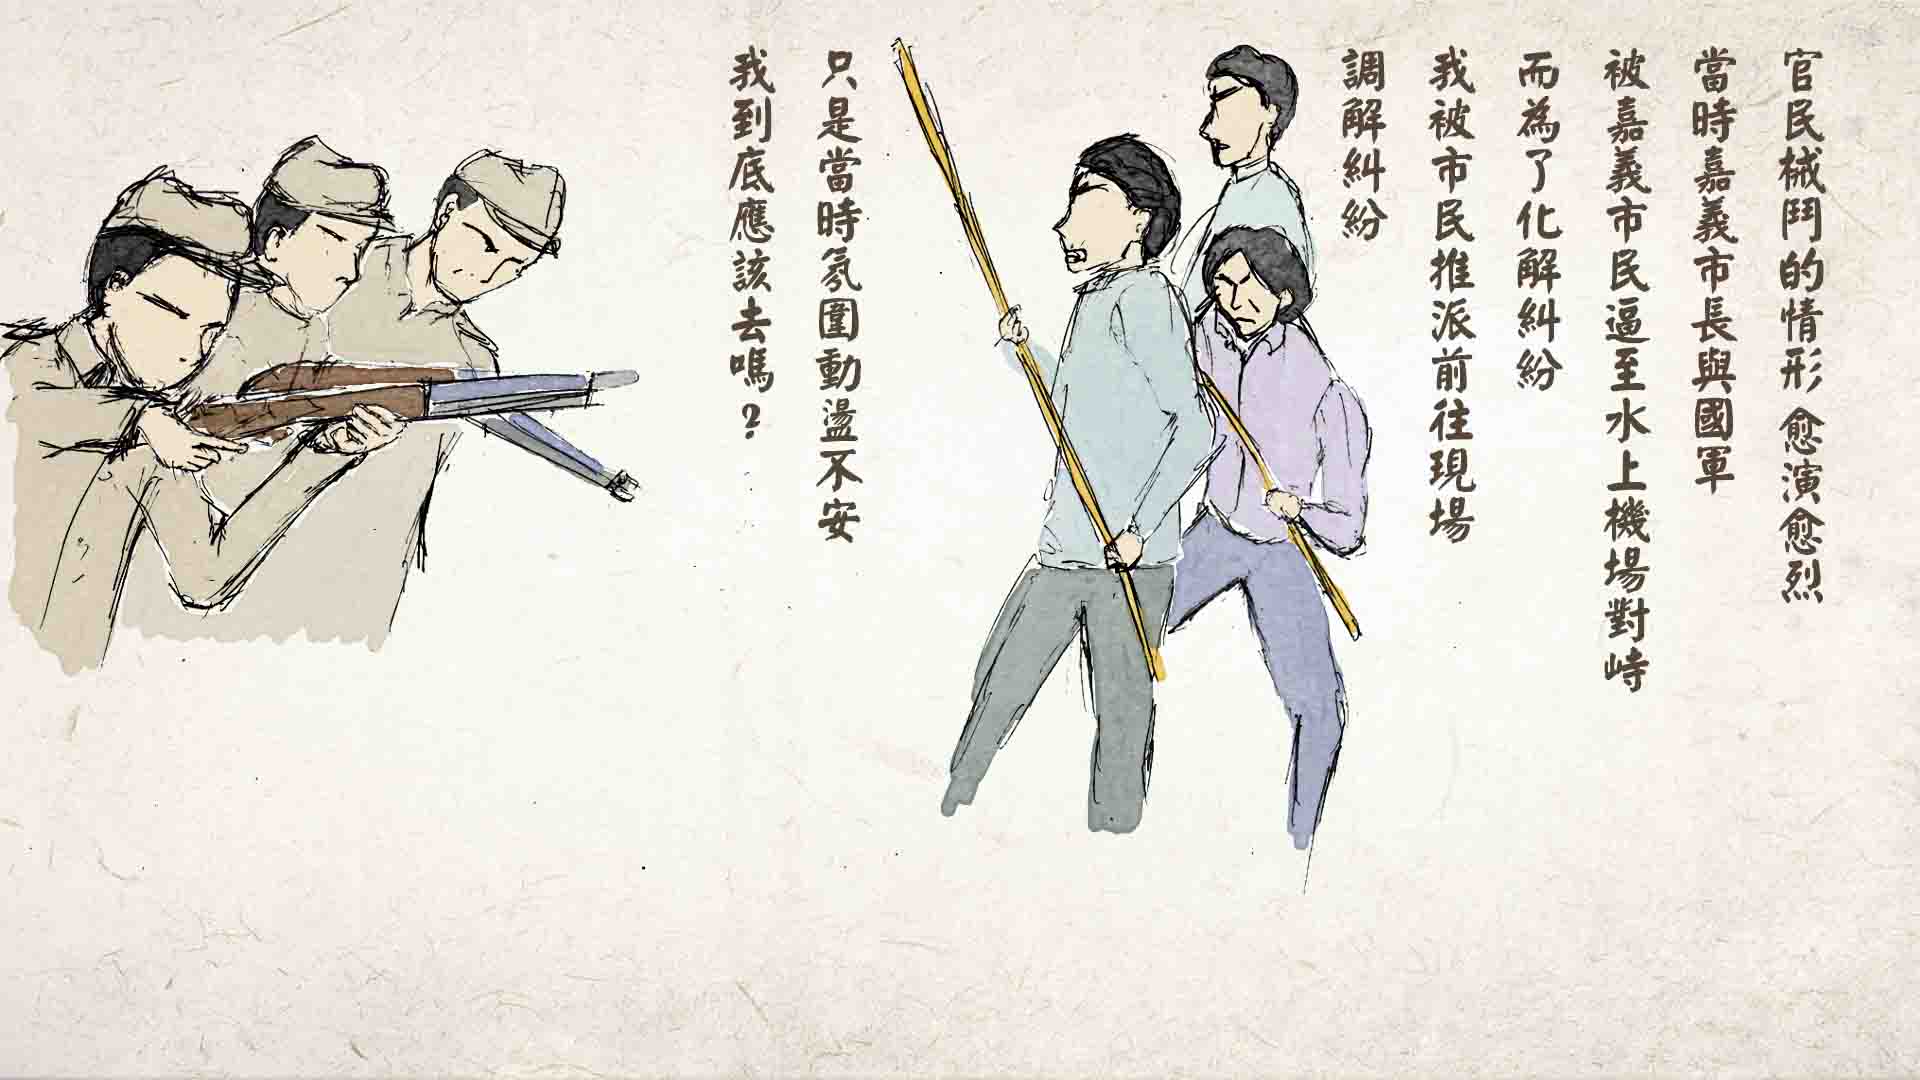 官民械鬥的情形 愈演愈烈
當時嘉義市長與國軍
被嘉義市民逼至水上機場對峙
而為了化解糾紛
我被市民推派前往現場
調解糾紛
只是當時氛圍動盪不安
我到底應該去嗎？